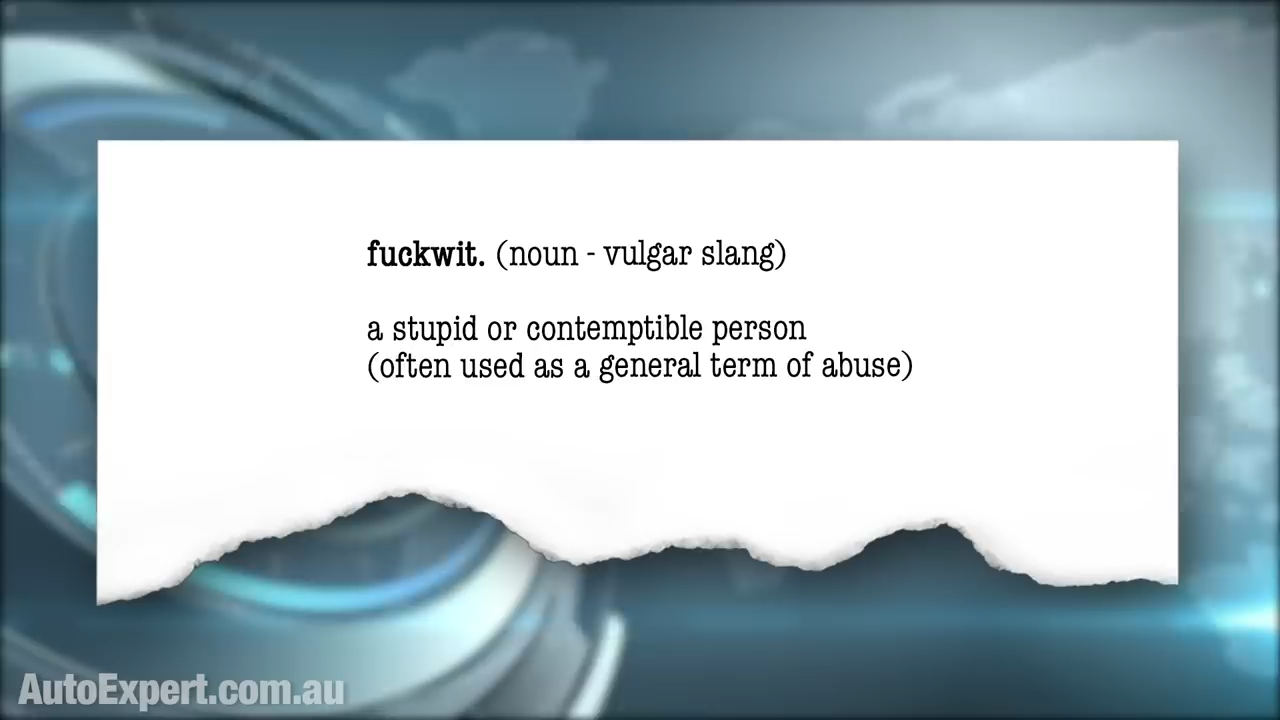 fuckwit. (noun - vulgar slang)
a stupid or contemptible person
(often used as a general term of abuse)
AutoExpert.com.au